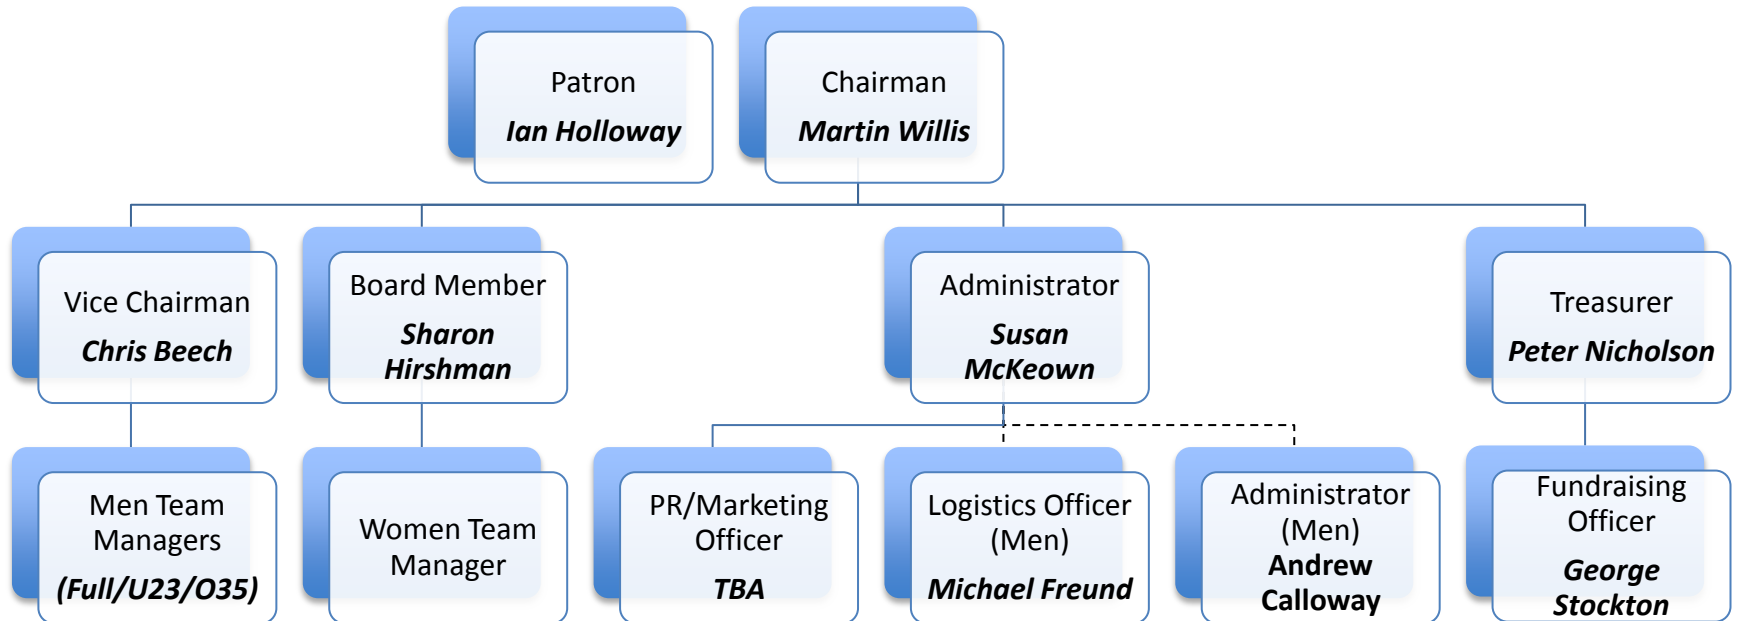 Patron
Ian Holloway
Chairman
Martin Willis
Vice Chairman
Chris Beech
Board Member
Sharon
Hirshman
Administrator
Susan
McKeown
Treasurer
Peter Nicholson
Men Team
Managers
(Full/U23/O35)
Women Team
Manager
PR/Marketing
Officer
TBA
Logistics Officer
(Men)
Michael Freund
Administrator
(Men)
Andrew
Calloway
Fundraising
Officer
George
Stockton